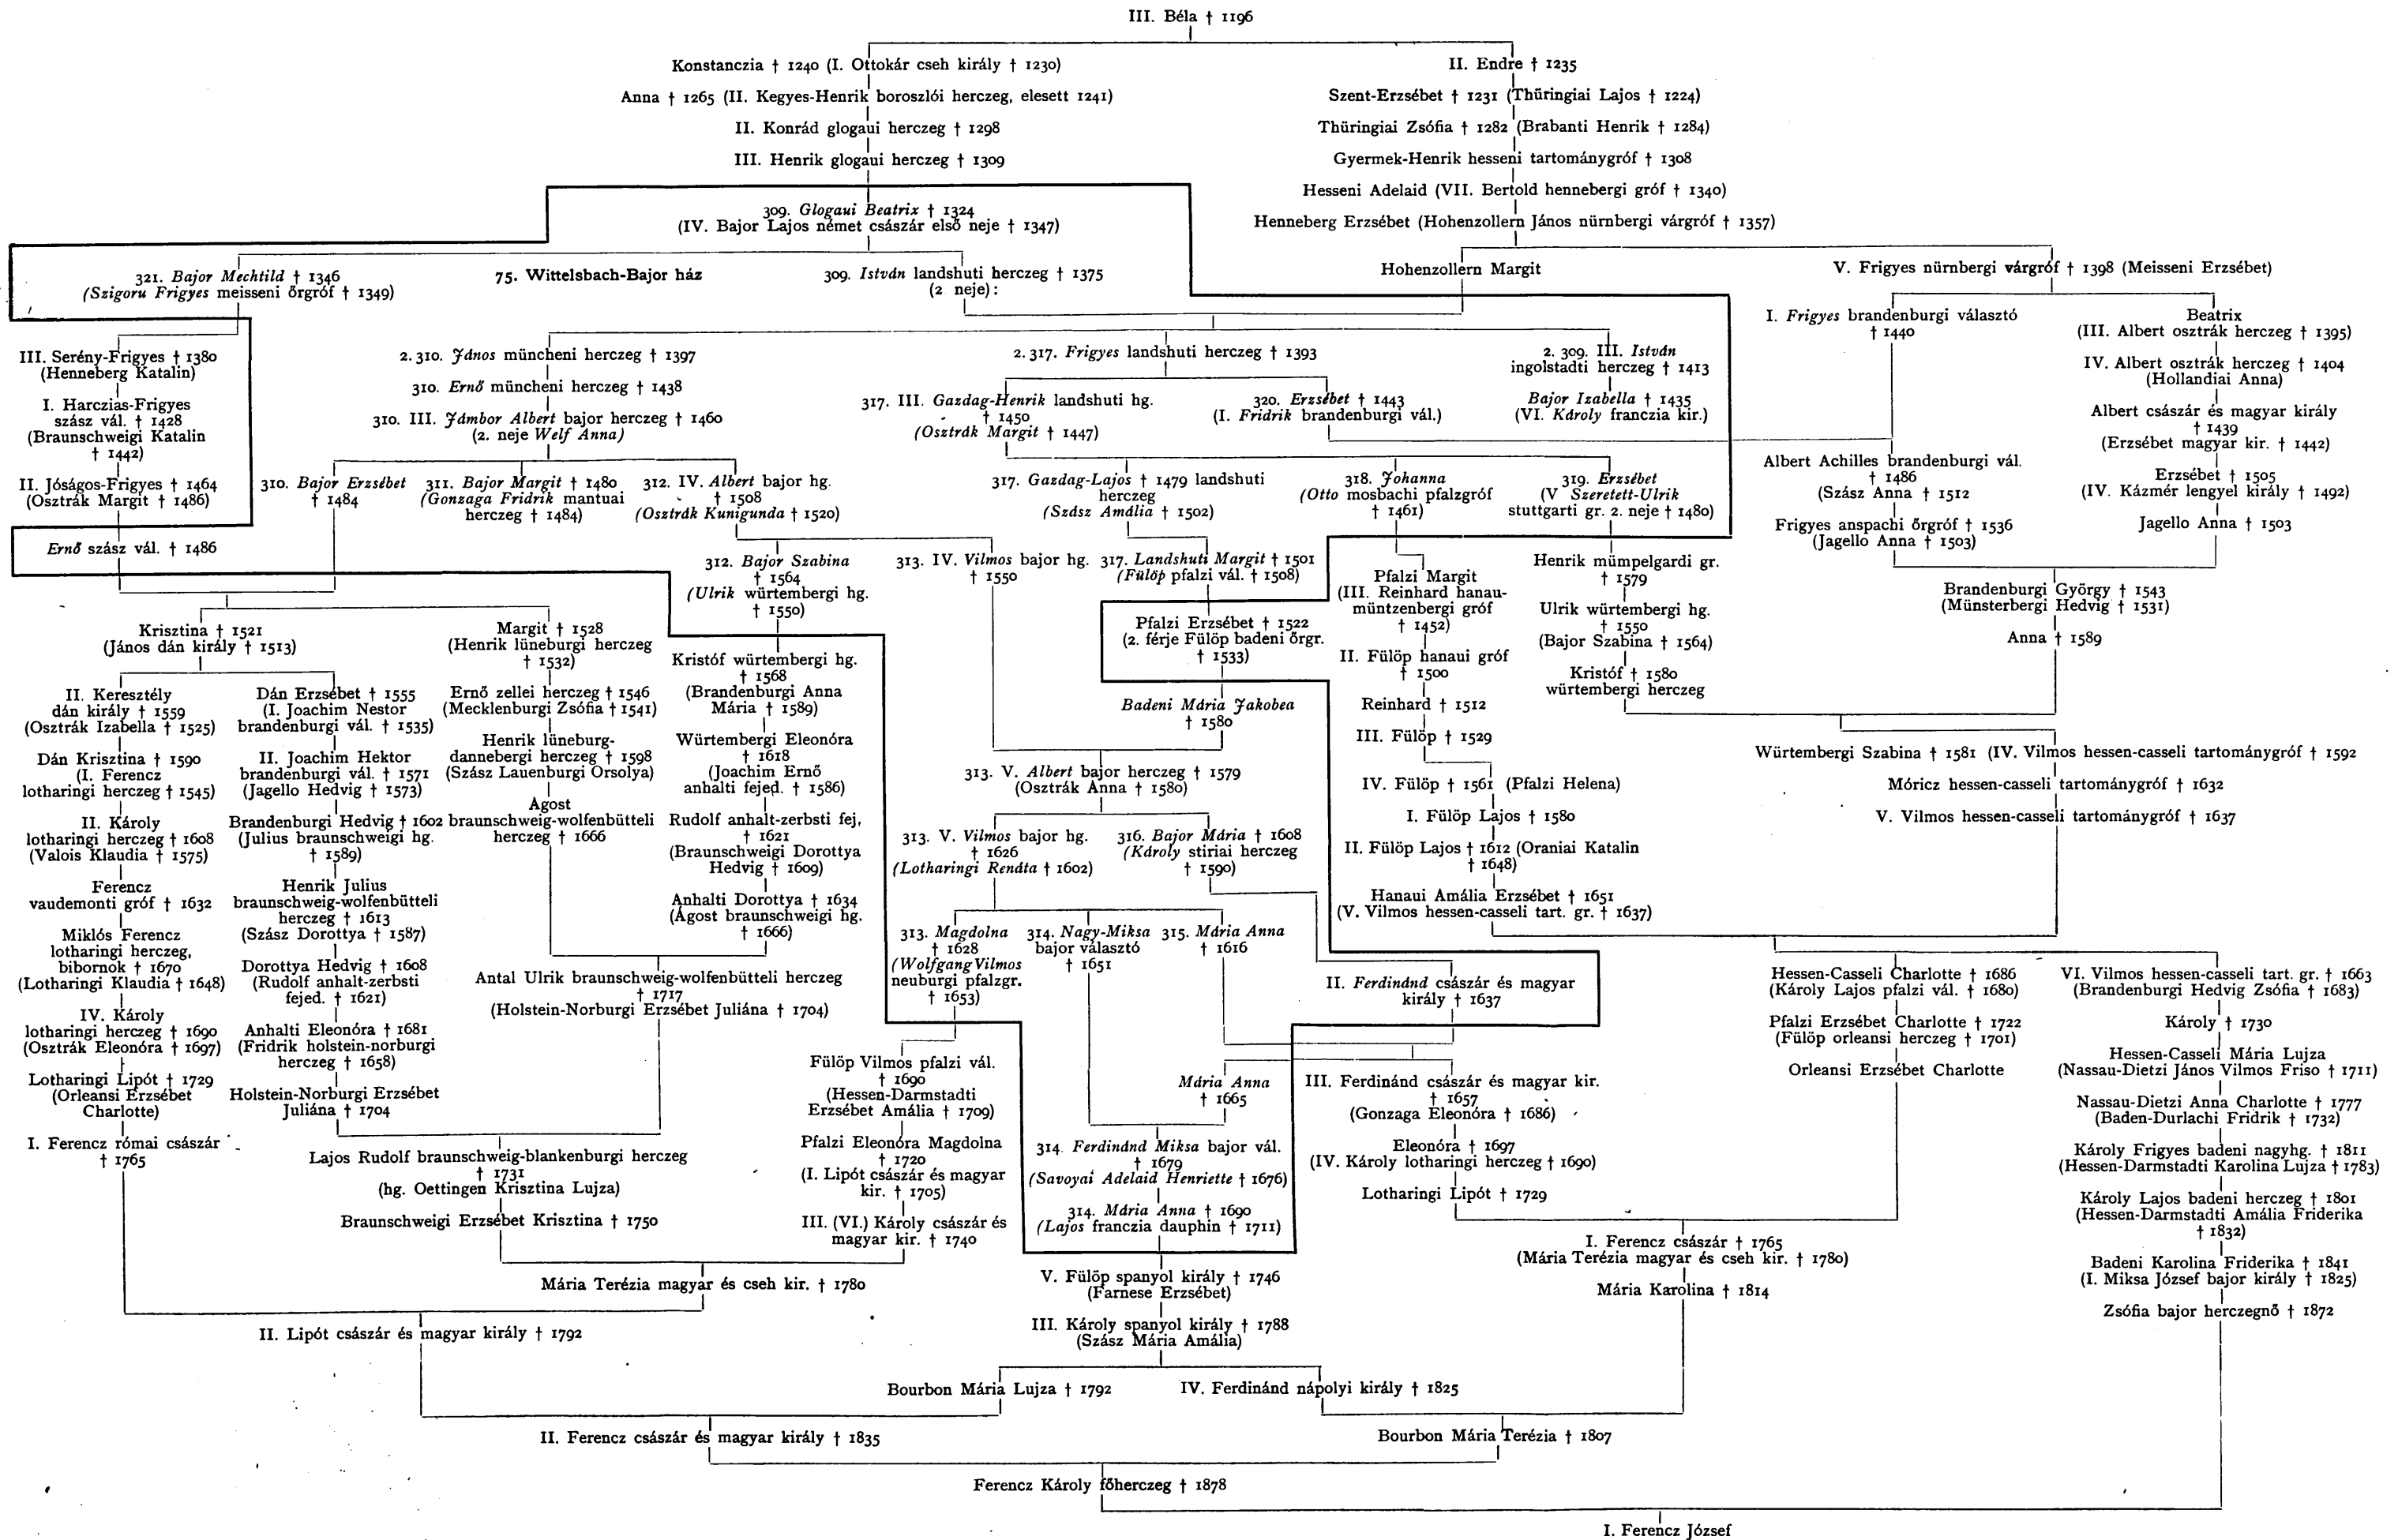 III. Béla † 1196
Konstanczia † 1240 (I. Ottokár cseh király † 1230)
Anna † 1265 (II. Kegyes-Henrik boroszlói herczeg, elesett 1241)
II. Konrád glogaui herczeg † 1298
III. Henrik glogaui herczeg † 1309
309. Glogaui Beatrix † 1324
(IV. Bajor Lajos német császár első neje † 1347)
II. Endre † 1235
Szent-Erzsébet † 1231 (Thüringiai Lajos † 1224)
Thüringiai Zsófia † 1282 (Brabanti Henrik † 1284)
Gyermek-Henrik hesseni tartománygróf † 1308
Hesseni Adelaid (VII. Bertold hennebergi gróf † 1340)
Henneberg Erzsébet (Hohenzollern János nürnbergi várgróf † 1357)
321. Bajor Mechtild † 1346
(Szigoru Frigyes meisseni őrgróf † 1349)
75. Wittelsbach-Bajor ház
309. István landshuti herczeg † 1375
(2 neje):
Hohenzollern Margit
V. Frigyes nürnbergi várgróf † 1398 (Meisseni Erzsébet)
I. Frigyes brandenburgi választó
† 1440
Beatrix
(III. Albert osztrák herczeg † 1395)
IV. Albert osztrák herczeg † 1404
(Hollandiai Anna)
Albert császár és magyar király
† 1439
(Erzsébet magyar kir. † 1442)
Erzsébet † 1505
(IV. Kázmér lengyel király † 1492)
Jagello Anna † 1503
III. Serény-Frigyes † 1380
(Henneberg Katalin)
I. Harczias-Frigyes
szász vál. † 1428
(Braunschweigi Katalin
† 1442)
II. Jóságos-Frigyes † 1464
(Osztrák Margit † 1486)
Ernő szász vál. † 1486
2. 310. János müncheni herczeg † 1397
310. Ernő müncheni herczeg † 1438
310. III. Jámbor Albert bajor herczeg † 1460
(2. neje Welf Anna)
2. 317. Frigyes landshuti herczeg † 1393
2. 309. III. István
ingolstadti herczeg † 1413
Bajor Izabella † 1435
(VI. Károly franczia kir.)
317. III. Gazdag-Henrik landshuti hg.
† 1450
(Osztrák Margit † 1447)
320. Erzsébet † 1443
(I. Fridrik brandenburgi vál.)
Albert Achilles brandenburgi vál.
† 1486
(Szász Anna † 1512
Frigyes anspachi őrgróf † 1536
(Jagello Anna † 1503)
310. Bajor Erzsébet
† 1484
311. Bajor Margit † 1480
(Gonzaga Fridrik mantuai
herczeg † 1484)
312. IV. Albert bajor hg.
† 1508
(Osztrák Kunigunda † 1520)
317. Gazdag-Lajos † 1479 landshuti
herczeg
(Szász Amália † 1502)
318. Johanna
(Otto mosbachi pfalzgróf
† 1461)
319. Erzsébet
(V Szeretett-Ulrik
stuttgarti gr. 2. neje † 1480)
312. Bajor Szabina
† 1564
(Ulrik würtembergi hg.
† 1550)
313. IV. Vilmos bajor hg.
† 1550
317. Landshuti Margit † 1501
(Fülöp pfalzi vál. † 1508)
Pfalzi Margit
(III. Reinhard hanau-
müntzenbergi gróf
† 1452)
Henrik mümpelgardi gr.
† 1579
Ulrik würtembergi hg.
† 1550
(Bajor Szabina † 1564)
Kristóf † 1580
würtembergi herczeg
Brandenburgi György † 1543
(Münsterbergi Hedvig † 1531)
Anna † 1589
Krisztina † 1521
(János dán király † 1513)
Margit † 1528
(Henrik lüneburgi herczeg
† 1532)
Pfalzi Erzsébet † 1522
(2. férje Fülöp badeni őrgr.
† 1533)
Badeni Mária Jakobea
† 1580
II. Fülöp hanaui gróf
† 1500
Reinhard † 1512
III. Fülöp † 1529
IV. Fülöp † 1561 (Pfalzi Helena)
I. Fülöp Lajos † 1580
II. Fülöp Lajos † 1612 (Oraniai Katalin
† 1648)
Hanaui Amália Erzsébet † 1651
(V. Vilmos hessen-casseli tart. gr. † 1637)
Würtembergi Szabina † 1581 (IV. Vilmos hessen-casseli tartománygróf † 1592
Móricz hessen-casseli tartománygróf † 1632
V. Vilmos hessen-casseli tartománygróf † 1637
II. Keresztély
dán király † 1559
(Osztrák Izabella † 1525)
Dán Krisztina † 1590
(I. Ferencz
lotharingi herczeg † 1545)
II. Károly
lotharingi herczeg † 1608
(Valois Klaudia † 1575)
Ferencz
vaudemonti gróf † 1632
Miklós Ferencz
lotharingi herczeg,
bibornok † 1670
(Lotharingi Klaudia † 1648)
IV. Károly
lotharingi herczeg † 1690
(Osztrák Eleonóra † 1697)
Lotharingi Lipót † 1729
(Orleansi Erzsébet
Charlotte)
I. Ferencz római császár
† 1765
Dán Erzsébet † 1555
(I. Joachim Nestor
brandenburgi vál. † 1535)
II. Joachim Hektor
brandenburgi vál. † 1571
(Jagello Hedvig † 1573)
Brandenburgi Hedvig † 1602
(Julius braunschweigi hg.
† 1589)
Henrik Julius
braunschweig-wolfenbütteli
herczeg † 1613
(Szász Dorottya † 1587)
Dorottya Hedvig † 1608
(Rudolf anhalt-zerbsti
fejed. † 1621)
Anhalti Eleonóra † 1681
(Fridrik holstein-norburgi
herczeg † 1658)
Holstein-Norburgi Erzsébet
Juliána † 1704
Ernő zellei herczeg † 1546
(Mecklenburgi Zsófia † 1541)
Henrik lüneburg-
dannebergi herczeg † 1598
(Szász Lauenburgi Orsolya)
Ágost
braunschweig-wolfenbütteli
herczeg † 1666
Kristóf würtembergi hg.
† 1568
(Brandenburgi Anna
Mária † 1589)
Würtembergi Eleonóra
† 1618
(Joachim Ernő
anhalti fejed. † 1586)
Rudolf anhalt-zerbsti fej,
† 1621
(Braunschweigi Dorottya
Hedvig † 1609)
Anhalti Dorottya † 1634
(Ágost braunschweigi hg.
† 1666)
Antal Ulrik braunschweig-wolfenbütteli herczeg
† 1717
(Holstein-Norburgi Erzsébet Juliána † 1704)
Lajos Rudolf braunschweig-blankenburgi herczeg
† 1731
(hg. Oettingen Krisztina Lujza)
Braunschweigi Erzsébet Krisztina † 1750
313. V. Albert bajor herczeg † 1579
(Osztrák Anna † 1580)
313. V. Vilmos bajor hg.
† 1626
(Lotharingi Renáta † 1602)
316. Bajor Mária † 1608
(Károly stiriai herczeg
† 1590)
313. Magdolna
† 1628
(Wolfgang Vilmos
neuburgi pfalzgr.
† 1653)
314. Nagy-Miksa
bajor választó
† 1651
315. Mária Anna
† 1616
II. Ferdinánd császár és magyar
király † 1637
Fülöp Vilmos pfalzi vál.
† 1690
(Hessen-Darmstadti
Erzsébet Amália † 1709)
Pfalzi Eleonóra Magdolna
† 1720
(I. Lipót császár és magyar
kir. † 1705)
III. (VI.) Károly császár és
magyar kir. † 1740
Mária Anna
† 1665
314. Ferdinánd Miksa bajor vál.
† 1679
(Savoyai Adelaid Henriette † 1676)
314. Mária Anna † 1690
(Lajos franczia dauphin † 1711)
III. Ferdinánd császár és magyar kir.
† 1657
(Gonzaga Eleonóra † 1686)
Eleonóra † 1697
(IV. Károly lotharingi herczeg † 1690)
Lotharingi Lipót † 1729
Hessen-Casseli Charlotte † 1686
(Károly Lajos pfalzi vál. † 1680)
Pfalzi Erzsébet Charlotte † 1722
(Fülöp orleansi herczeg † 1701)
Orleansi Erzsébet Charlotte
VI. Vilmos hessen-casseli tart. gr. † 1663
(Brandenburgi Hedvig Zsófia † 1683)
Károly † 1730
Hessen-Casseli Mária Lujza
(Nassau-Dietzi János Vilmos Friso † 1711)
Nassau-Dietzi Anna Charlotte † 1777
(Baden-Durlachi Fridrik † 1732)
Károly Frigyes badeni nagyhg. † 1811
(Hessen-Darmstadti Karolina Lujza † 1783)
Károly Lajos badeni herczeg † 1801
(Hessen-Darmstadti Amália Friderika
† 1832)
Badeni Karolina Friderika † 1841
(I. Miksa József bajor király † 1825)
Zsófia bajor herczegnő † 1872
Mária Terézia magyar és cseh kir. † 1780
V. Fülöp spanyol király † 1746
(Farnese Erzsébet)
III. Károly spanyol király † 1788
(Szász Mária Amália)
I. Ferencz császár † 1765
(Mária Terézia magyar és cseh kir. † 1780)
Mária Karolina † 1814
II. Lipót császár és magyar király † 1792
Bourbon Mária Lujza † 1792
IV. Ferdinánd nápolyi király † 1825
II. Ferencz császár és magyar király † 1835
Bourbon Mária Terézia † 1807
Ferencz Károly főherczeg † 1878
I. Ferencz József